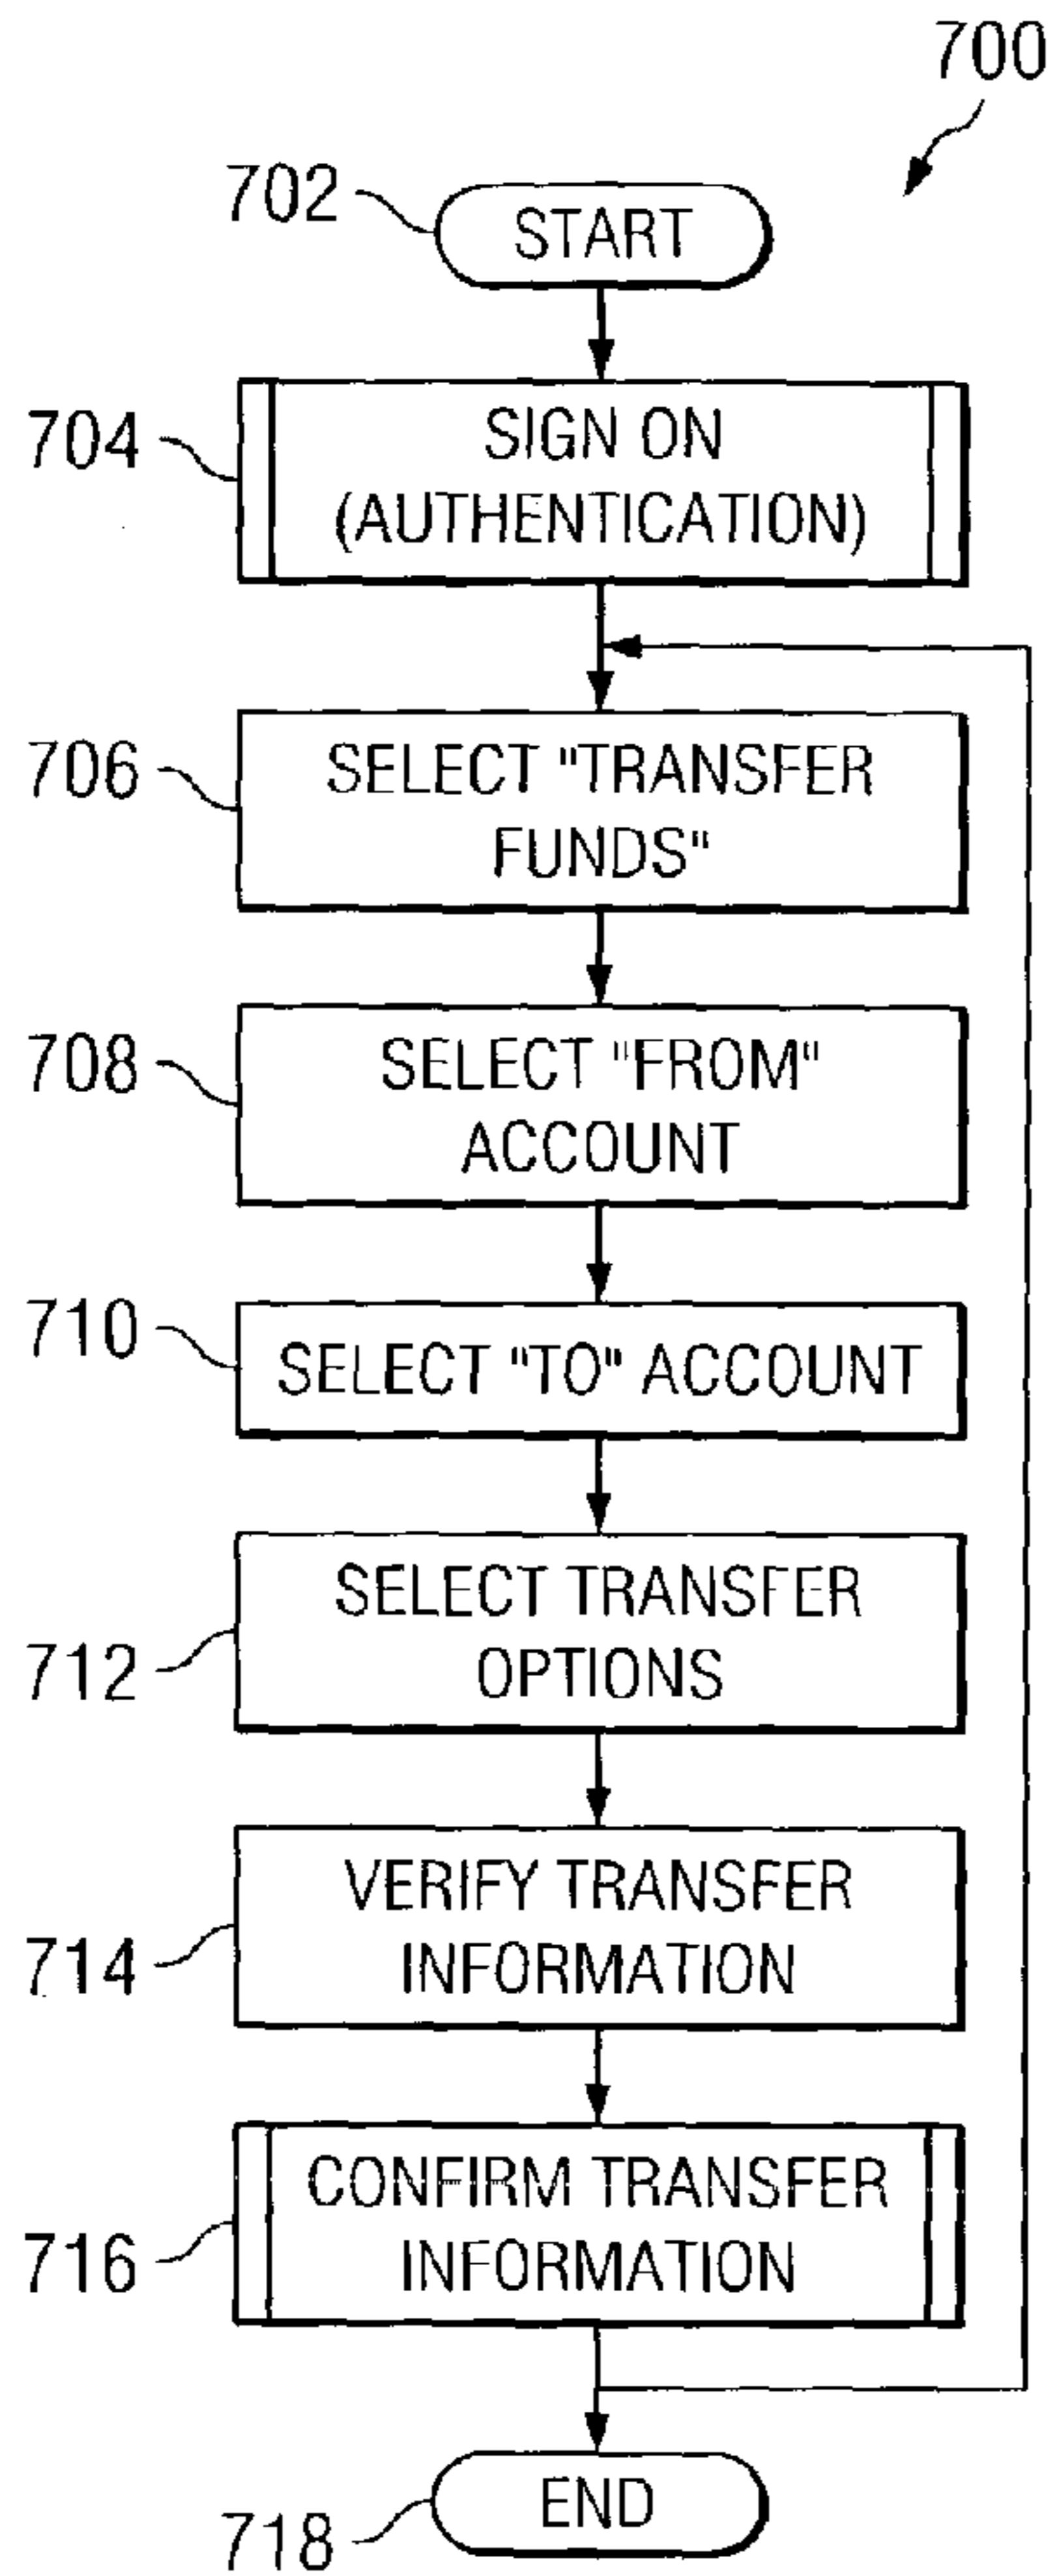 700
702
START
704
SIGN ON
(AUTHENTICATION)
706
SELECT "TRANSFER
FUNDS"
708
SELECT "FROM"
ACCOUNT
710
SELECT "TO" ACCOUNT
712
SELECT TRANSFER
OPTIONS
714
VERIFY TRANSFER
INFORMATION
716
CONFIRM TRANSFER
INFORMATION
718
END